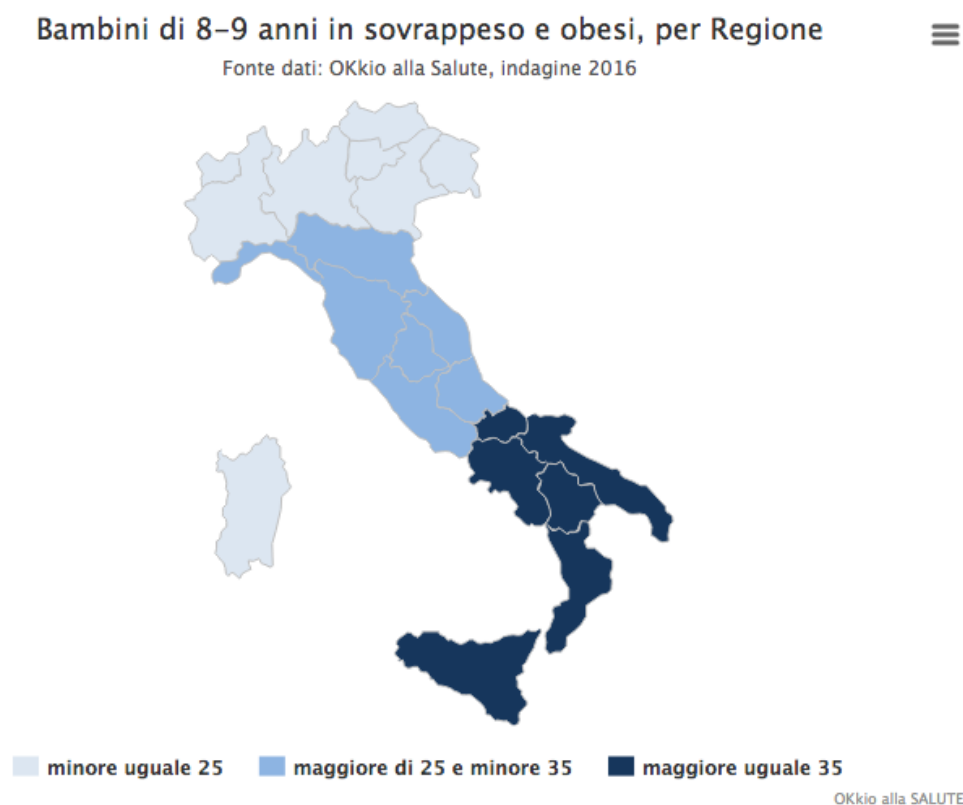 Bambini di 8–9 anni in sovrappeso e obesi, per Regione
Fonte dati: OKkio alla Salute, indagine 2016
minore uguale 25 maggiore di 25 e minore 35 maggiore uguale 35
OKkio alla SALUTE